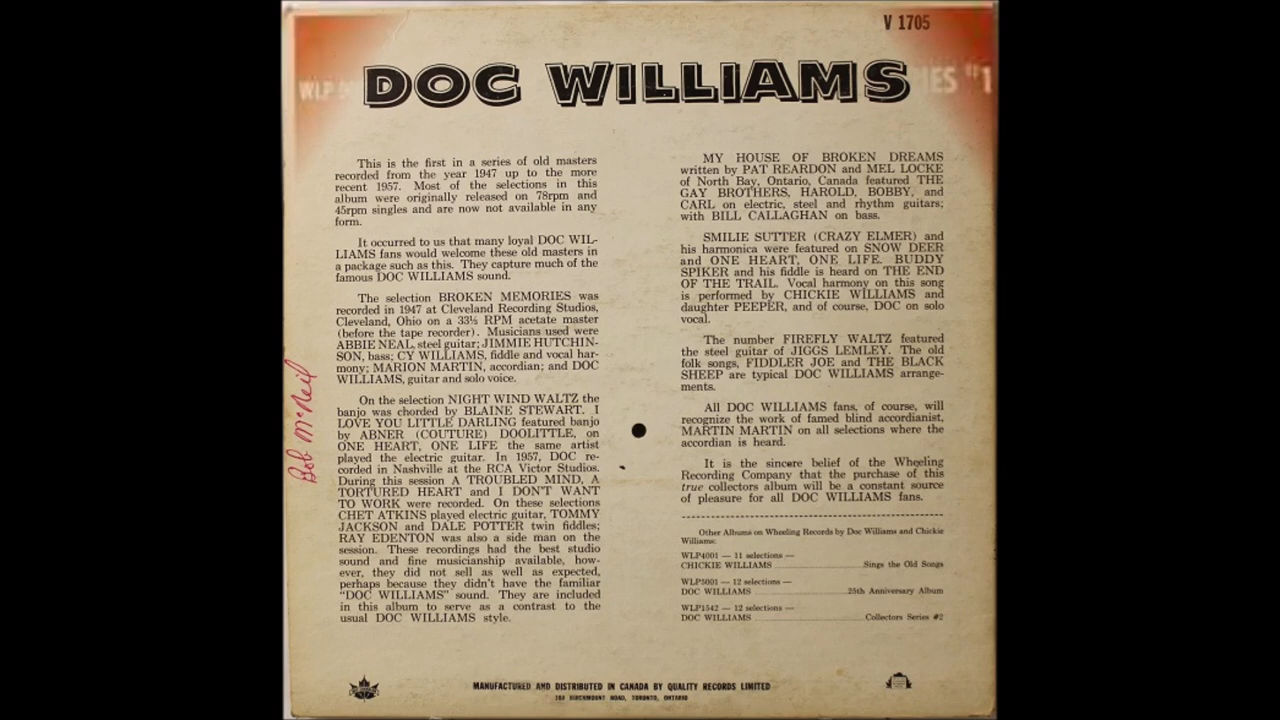 V 1705
DOC WILLIAMS
ES "1
This is the first in a series of old masters
recorded from the year 1947 up to the more
recent 1957. Most of the selections in this
album were originally released on 78rpm and
45rpm singles and are now not available in any
form.
It occurred to us that many loyal DOC WIL-
LIAMS fans would welcome these old masters in
a package such as this. They capture much of the
famous DOC WILLIAMS sound.
The selection BROKEN MEMORIES was
recorded in 1947 at Cleveland Recording Studios,
Cleveland, Ohio on a 33⅓ RPM acetate master
(before the tape recorder). Musicians used were
ABBIE NEAL, steel guitar; JIMMIE HUTCHIN-
SON, bass; CY WILLIAMS, fiddle and vocal har-
mony; MARION MARTIN, accordian; and DOC
WILLIAMS, guitar and solo voice.
On the selection NIGHT WIND WALTZ the
banjo was chorded by BLAINE STEWART. I
LOVE YOU LITTLE DARLING featured banjo
by ABNER (COUTURE) DOOLITTLE, on
ONE HEART, ONE LIFE the same artist
played the electric guitar. In 1957, DOC re-
corded in Nashville at the RCA Victor Studios.
During this session A TROUBLED MIND, A
TORTURED HEART and I DON'T WANT
TO WORK were recorded. On these selections
CHET ATKINS played electric guitar, TOMMY
JACKSON and DALE POTTER twin fiddles;
RAY EDENTON was also a side man on the
session. These recordings had the best studio
sound and fine musicianship available, how-
ever, they did not sell as well as expected,
perhaps because they didn't have the familiar
"DOC WILLIAMS" sound. They are included
in this album to serve as a contrast to the
usual DOC WILLIAMS style.
MY HOUSE OF BROKEN DREAMS
written by PAT REARDON and MEL LOCKE
of North Bay, Ontario, Canada featured THE
GAY BROTHERS, HAROLD, BOBBY, and
CARL on electric, steel and rhythm guitars;
with BILL CALLAGHAN on bass.
SMILIE SUTTER (CRAZY ELMER) and
his harmonica were featured on SNOW DEER
and ONE HEART, ONE LIFE. BUDDY
SPIKER and his fiddle is heard on THE END
OF THE TRAIL. Vocal harmony on this song
is performed by CHICKIE WILLIAMS and
daughter PEEPER, and of course, DOC on solo
vocal.
The number FIREFLY WALTZ featured
the steel guitar of JIGGS LEMLEY. The old
folk songs, FIDDLER JOE and THE BLACK
SHEEP are typical DOC WILLIAMS arrange-
ments.
All DOC WILLIAMS fans, of course, will
recognize the work of famed blind accordianist,
MARTIN MARTIN on all selections where the
accordian is heard.
It is the sincere belief of the Wheeling
Recording Company that the purchase of this
true collectors album will be a constant source
of pleasure for all DOC WILLIAMS fans.
Other Albums on Wheeling Records by Doc Williams and Chickie
Williams:
WLP4001 — 11 selections —
CHICKIE WILLIAMS Sings the Old Songs
WLP5001 — 12 selections —
DOC WILLIAMS 25th Anniversary Album
WLP1542 — 12 selections —
DOC WILLIAMS Collectors Series #2
Bob McNeil
MANUFACTURED AND DISTRIBUTED IN CANADA BY QUALITY RECORDS LIMITED
380 BIRCHMOUNT ROAD, TORONTO, ONTARIO